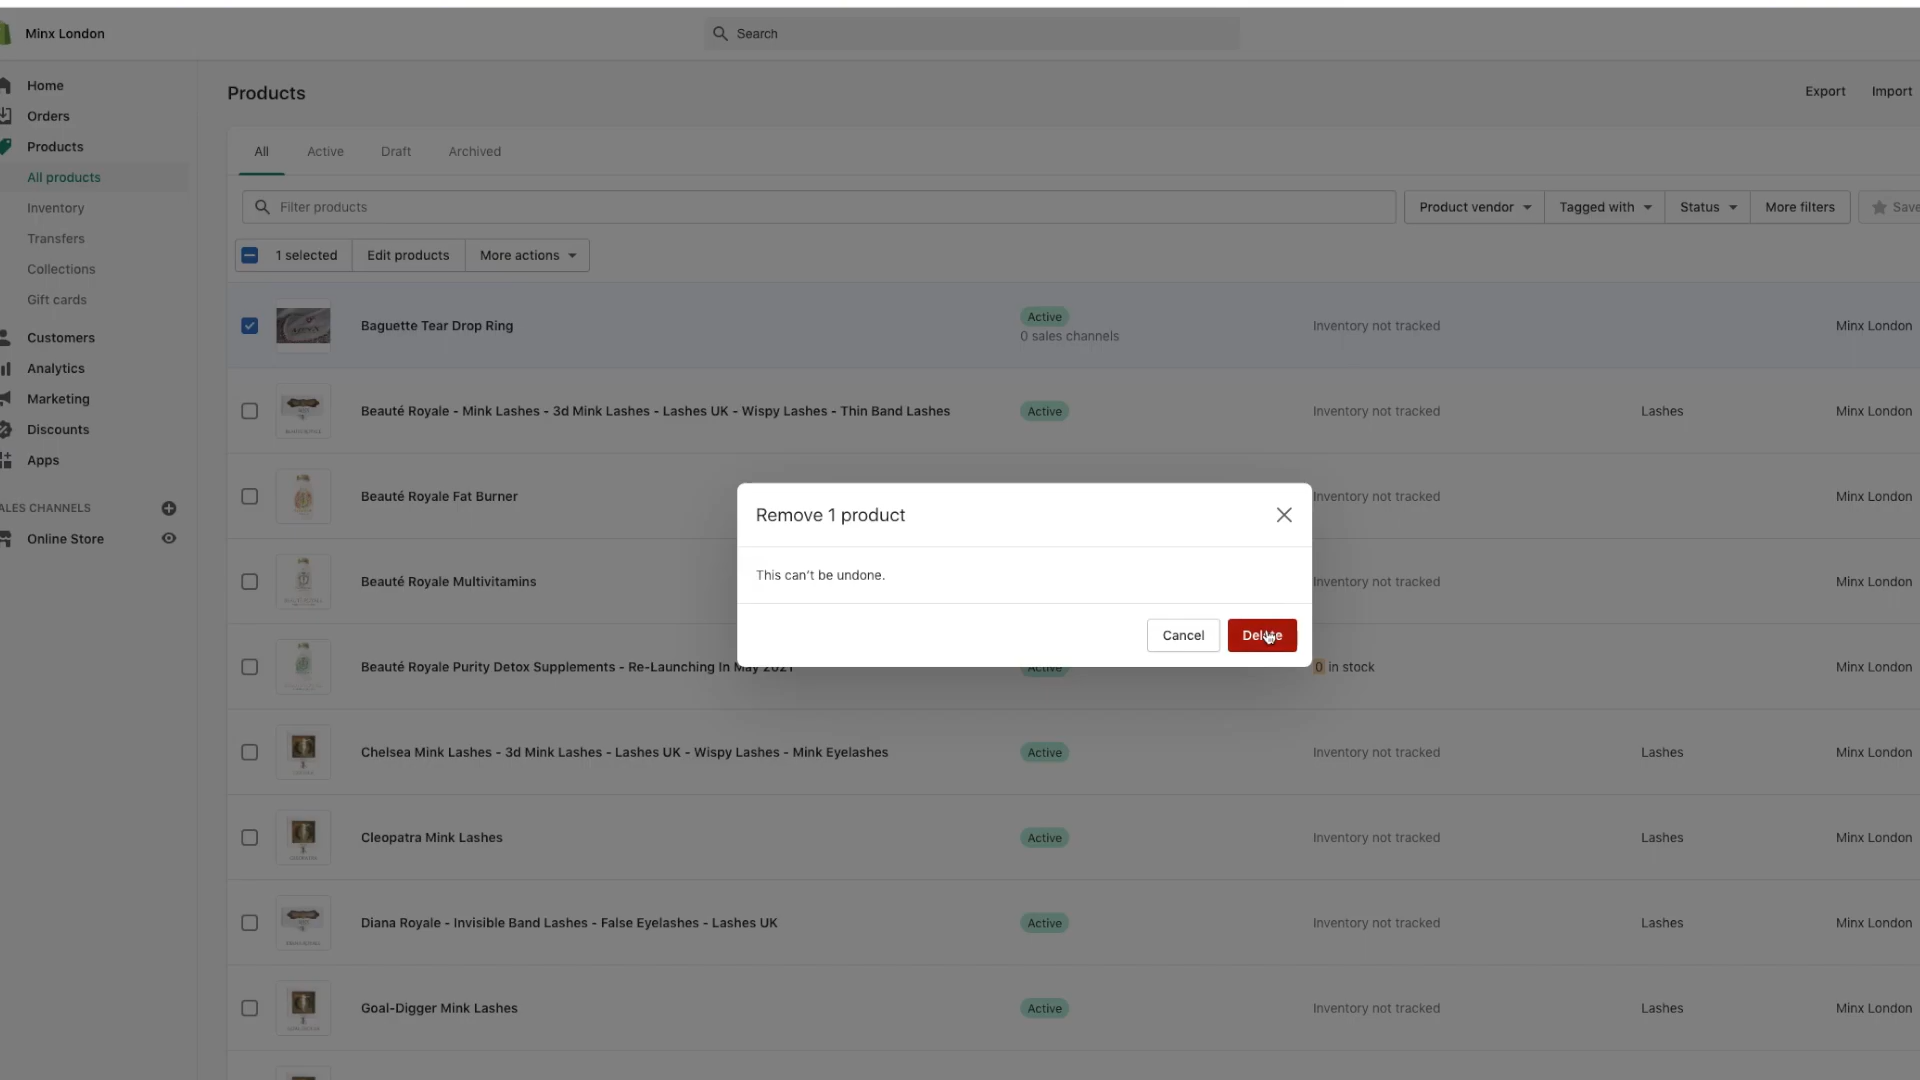 Minx London
Search
Home
Orders
Products
All products
Inventory
Transfers
Collections
Gift cards
Customers
Analytics
Marketing
Discounts
Apps
ALES CHANNELS
Online Store
Products
Export Import
All Active Draft Archived
Filter products
Product vendor Tagged with Status More filters Save
1 selected Edit products More actions
Baguette Tear Drop Ring Active Inventory not tracked Minx London
0 sales channels
Beauté Royale - Mink Lashes - 3d Mink Lashes - Lashes UK - Wispy Lashes - Thin Band Lashes Active Inventory not tracked Lashes Minx London
Beauté Royale Fat Burner Inventory not tracked Minx London
Beauté Royale Multivitamins Inventory not tracked Minx London
Beauté Royale Purity Detox Supplements - Re-Launching In May 2021 Active 0 in stock Minx London
Chelsea Mink Lashes - 3d Mink Lashes - Lashes UK - Wispy Lashes - Mink Eyelashes Active Inventory not tracked Lashes Minx London
Cleopatra Mink Lashes Active Inventory not tracked Lashes Minx London
Diana Royale - Invisible Band Lashes - False Eyelashes - Lashes UK Active Inventory not tracked Lashes Minx London
Goal-Digger Mink Lashes Active Inventory not tracked Lashes Minx London
Remove 1 product
This can't be undone.
Cancel Delete